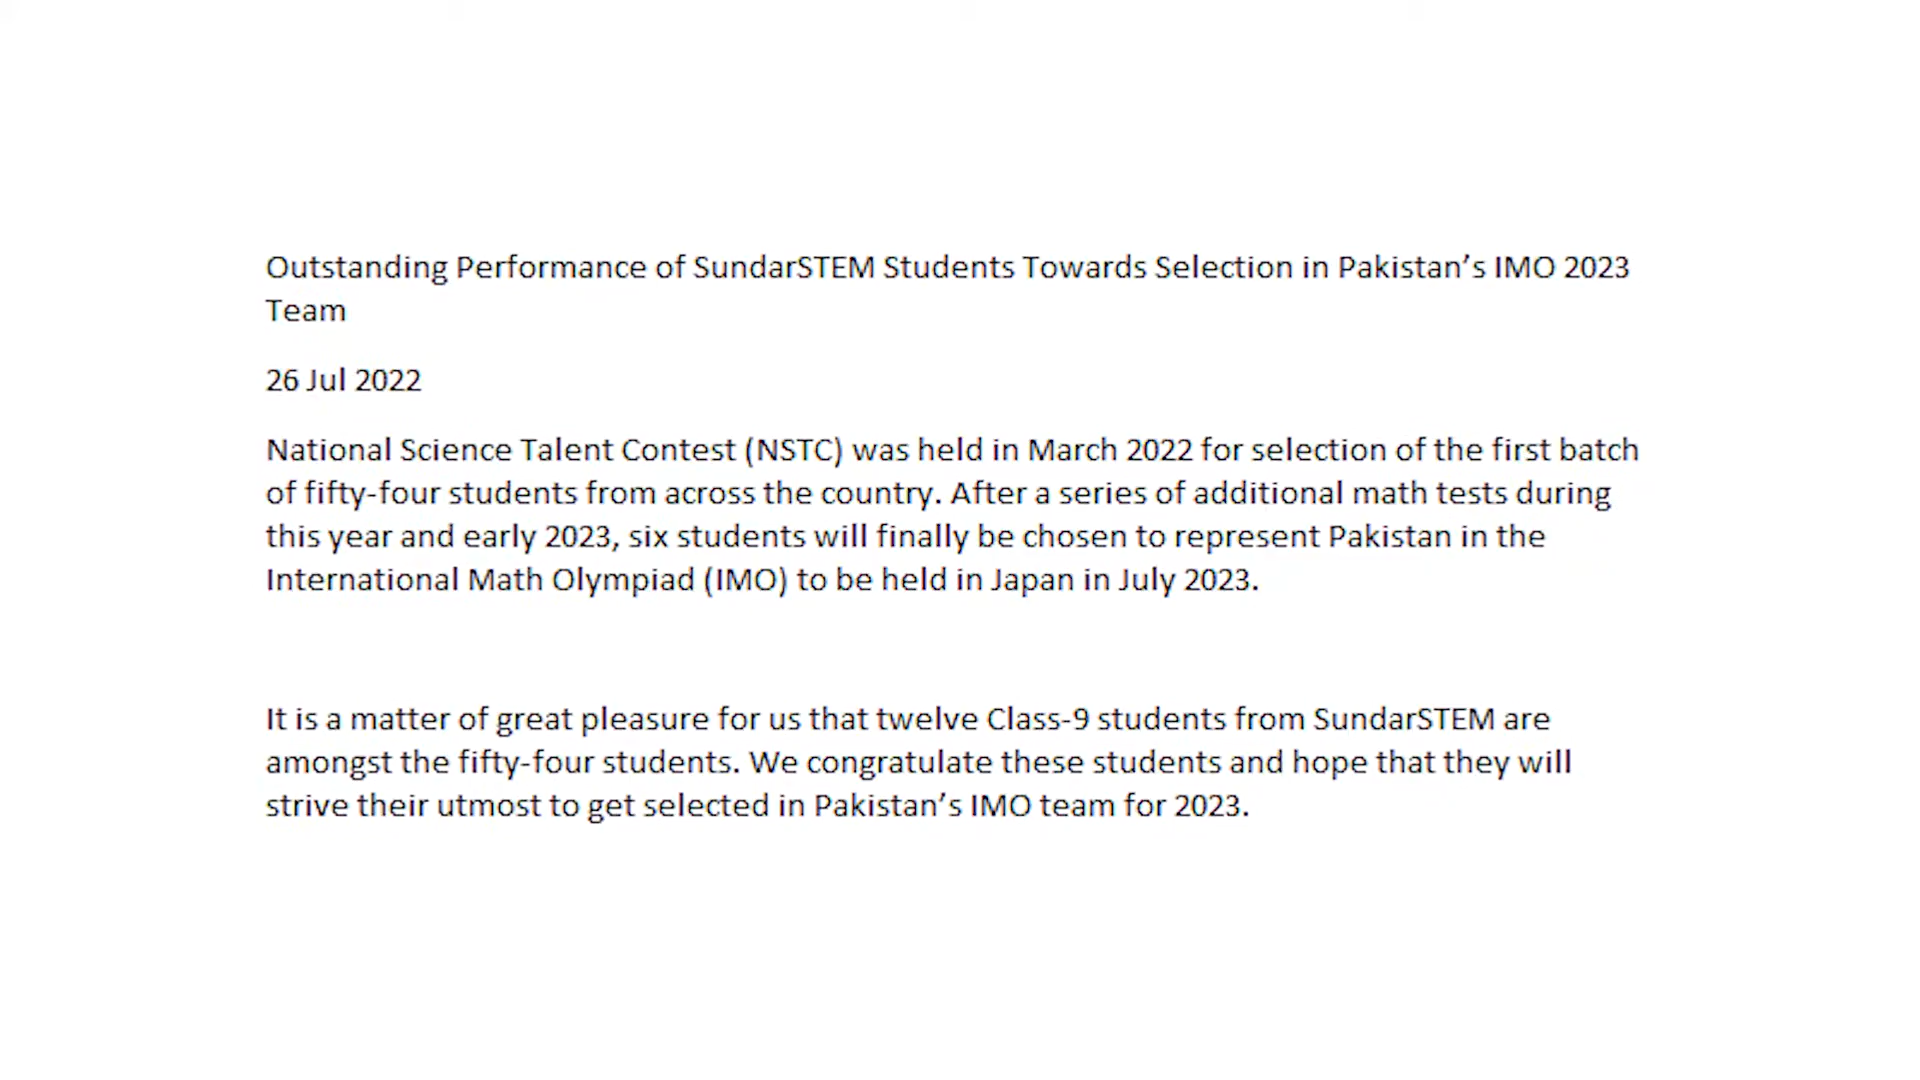 Outstanding Performance of SundarSTEM Students Towards Selection in Pakistan’s IMO 2023
Team
26 Jul 2022
National Science Talent Contest (NSTC) was held in March 2022 for selection of the first batch
of fifty-four students from across the country. After a series of additional math tests during
this year and early 2023, six students will finally be chosen to represent Pakistan in the
International Math Olympiad (IMO) to be held in Japan in July 2023.
It is a matter of great pleasure for us that twelve Class-9 students from SundarSTEM are
amongst the fifty-four students. We congratulate these students and hope that they will
strive their utmost to get selected in Pakistan’s IMO team for 2023.